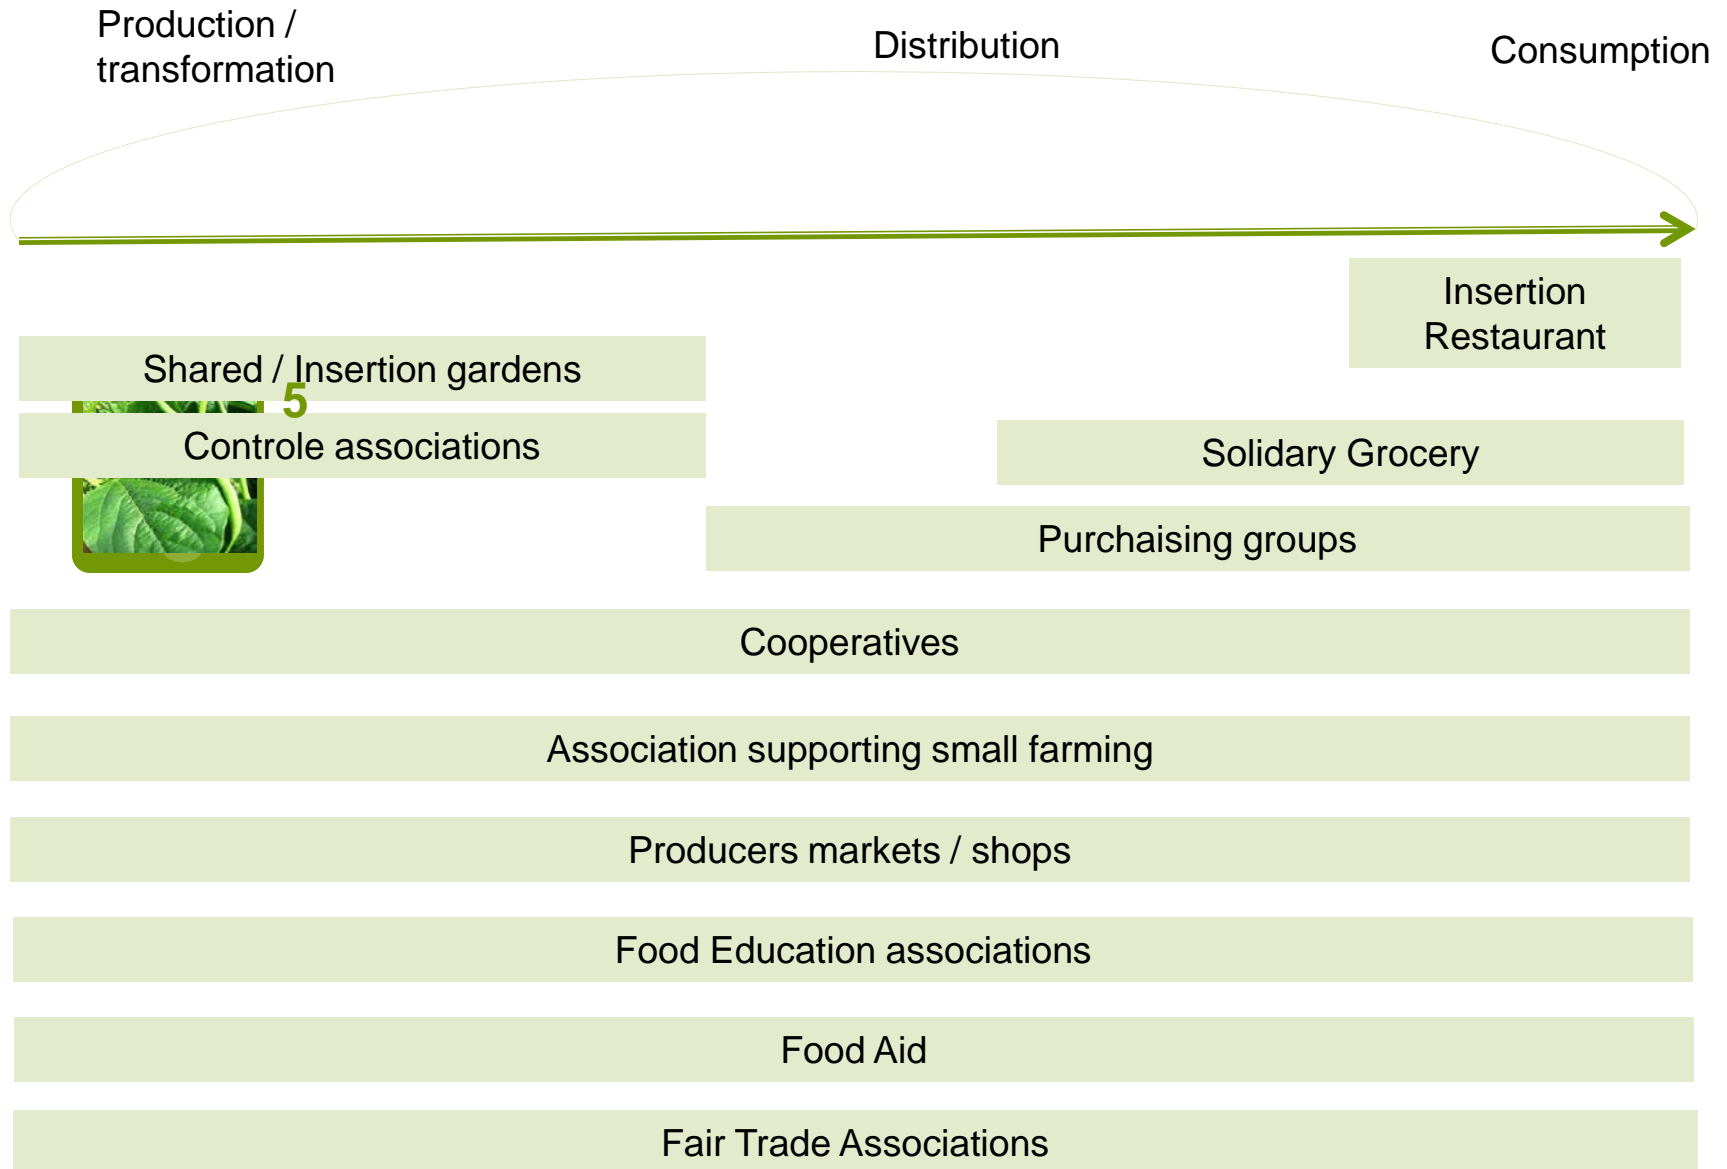 Production /
transformation
Distribution
Consumption
Insertion
Restaurant
Shared / Insertion gardens
5
Controle associations
Solidary Grocery
Purchaising groups
Cooperatives
Association supporting small farming
Producers markets / shops
Food Education associations
Food Aid
Fair Trade Associations